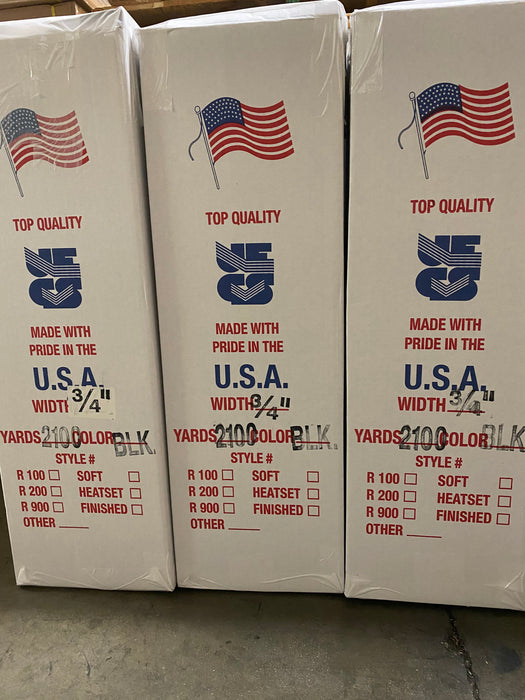 TOP QUALITY
MADE WITH
PRIDE IN THE
U.S.A.
WIDTH 3/4"
YARDS 2100 COLOR BLK.
STYLE #
R 100 SOFT
R 200 HEATSET
R 900 FINISHED
OTHER
TOP QUALITY
MADE WITH
PRIDE IN THE
U.S.A.
WIDTH 3/4"
YARDS 2100 COLOR BLK.
STYLE #
R 100 SOFT
R 200 HEATSET
R 900 FINISHED
OTHER
TOP QUALITY
MADE WITH
PRIDE IN THE
U.S.A.
WIDTH 3/4"
YARDS 2100 COLOR BLK
STYLE #
R 100 SOFT
R 200 HEATSET
R 900 FINISHED
OTHER